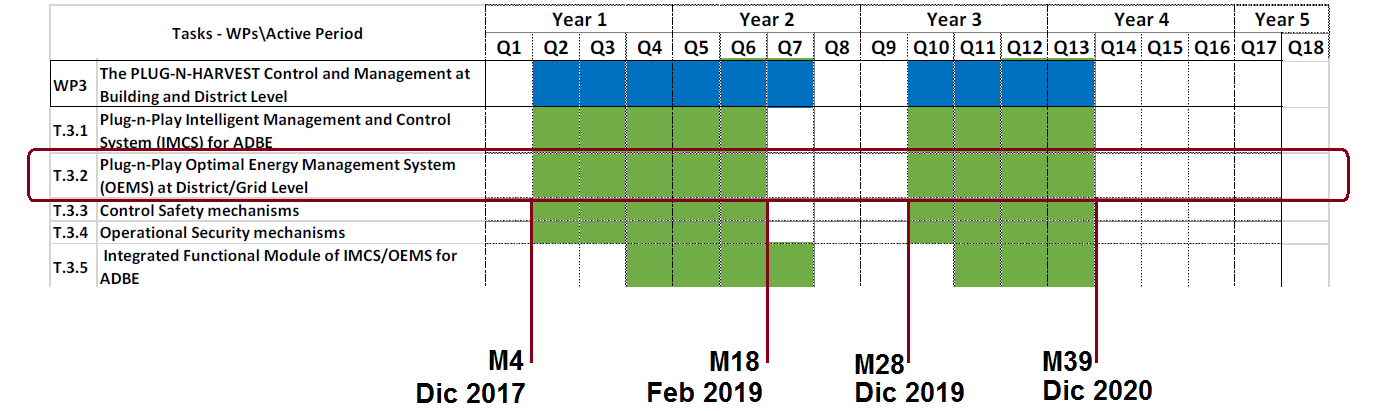 Tasks - WPs\Active Period
Year 1 Year 2 Year 3 Year 4 Year 5
Q1 Q2 Q3 Q4 Q5 Q6 Q7 Q8 Q9 Q10 Q11 Q12 Q13 Q14 Q15 Q16 Q17 Q18
WP3
The PLUG-N-HARVEST Control and Management at
Building and District Level
T.3.1
Plug-n-Play Intelligent Management and Control
System (IMCS) for ADBE
T.3.2
Plug-n-Play Optimal Energy Management System
(OEMS) at District/Grid Level
T.3.3 Control Safety mechanisms
T.3.4 Operational Security mechanisms
T.3.5
Integrated Functional Module of IMCS/OEMS for
ADBE
M4
Dic 2017
M18
Feb 2019
M28
Dic 2019
M39
Dic 2020